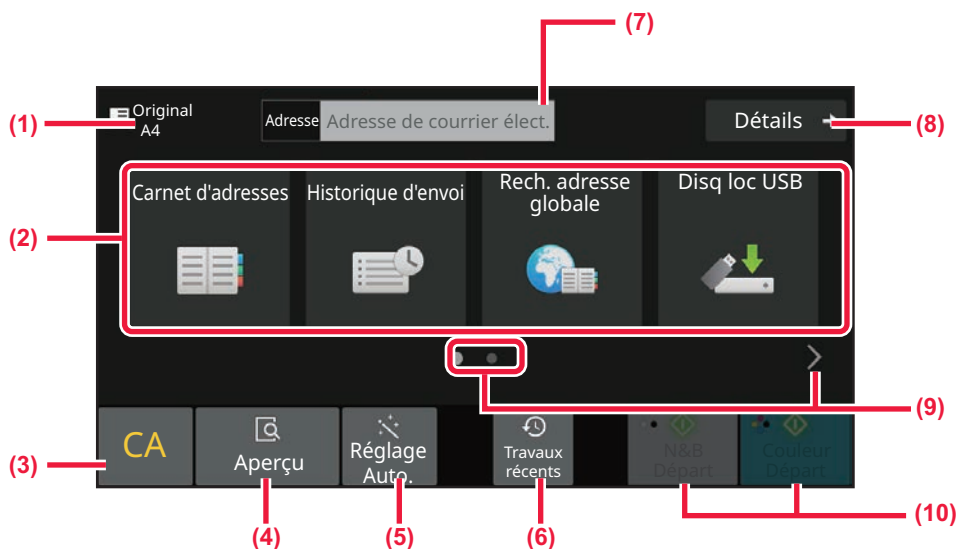 (7)
(1)
Original
A4
Adresse
Adresse de courrier élect.
Détails
(8)
(2)
Carnet d'adresses
Historique d'envoi
Rech. adresse
globale
Disq loc USB
(9)
(3)
CA
Aperçu
Réglage
Auto.
Travaux
récents
N&B
Départ
Couleur
Départ
(10)
(4)
(5)
(6)